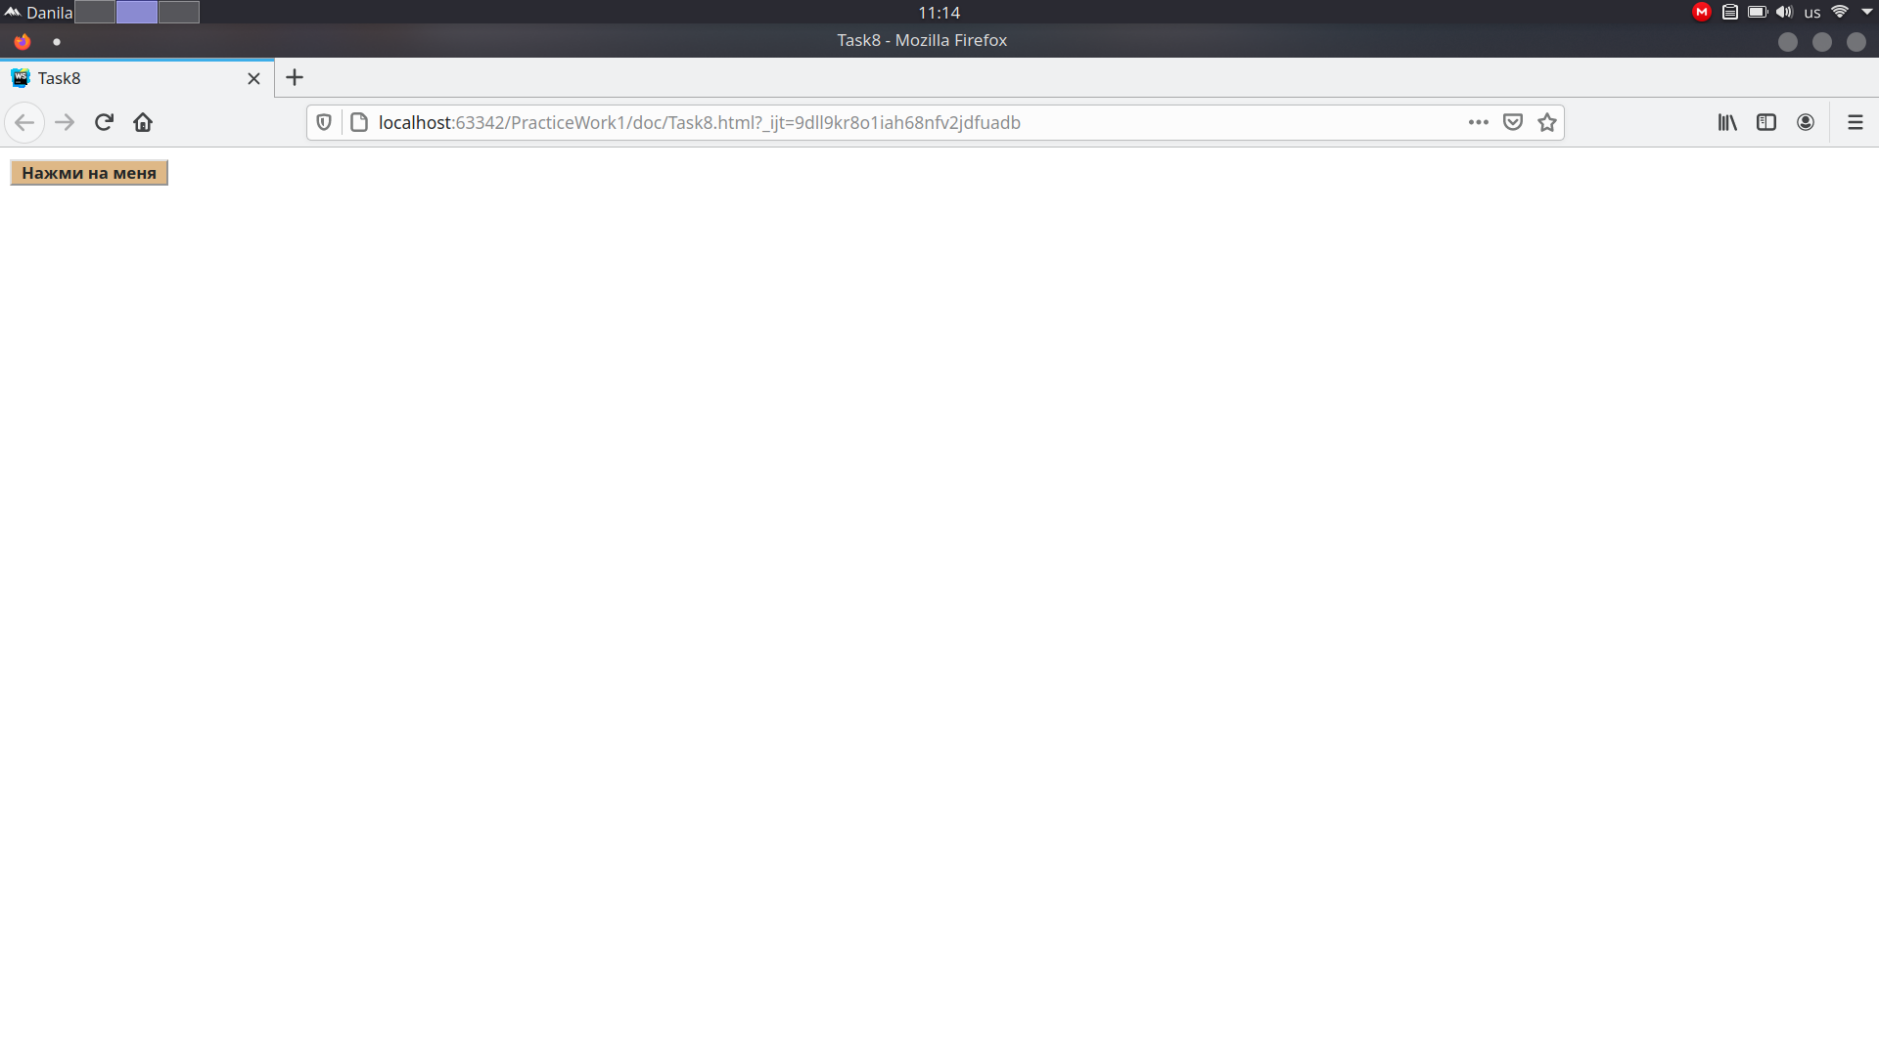 Danila
11:14
M
us
Task8 - Mozilla Firefox
WS
Task8
localhost:63342/PracticeWork1/doc/Task8.html?_ijt=9dll9kr8o1iah68nfv2jdfuadb
Нажми на меня